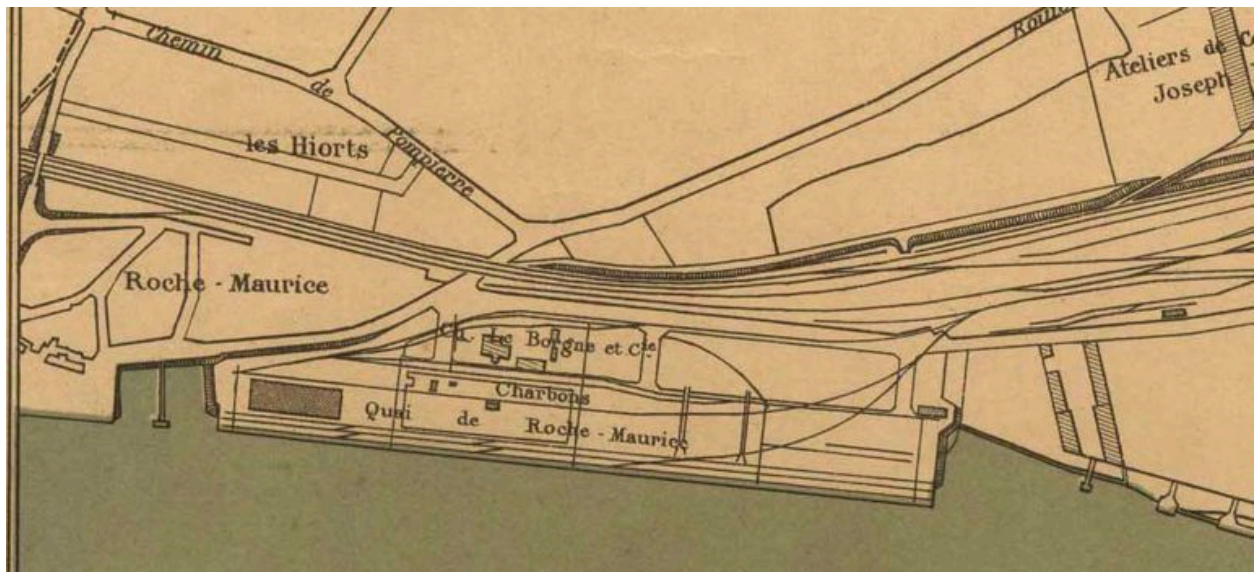 Chemin
de
Pompierre
Route
Ateliers de
Joseph
les Hiorts
Roche - Maurice
Ch. Le Borgne et Cie
Charbons
Quai de Roche - Maurice